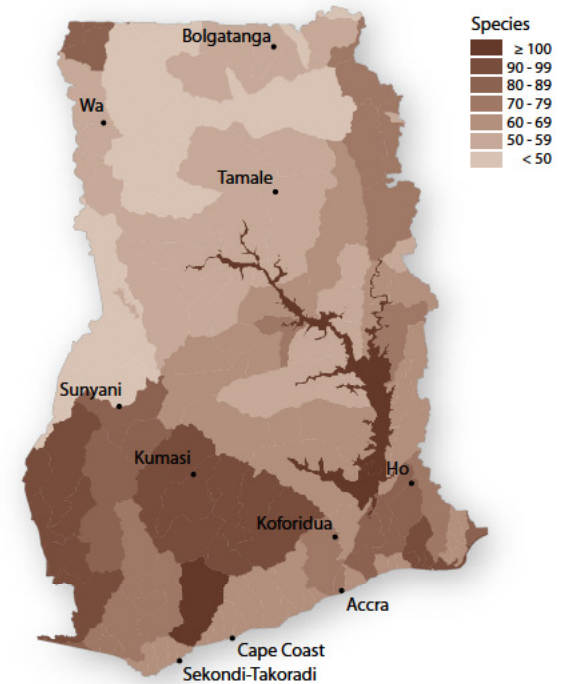 Species
≥ 100
90 - 99
80 - 89
70 - 79
60 - 69
50 - 59
< 50
Bolgatanga
Wa
Tamale
Sunyani
Kumasi
Ho
Koforidua
Accra
Cape Coast
Sekondi-Takoradi